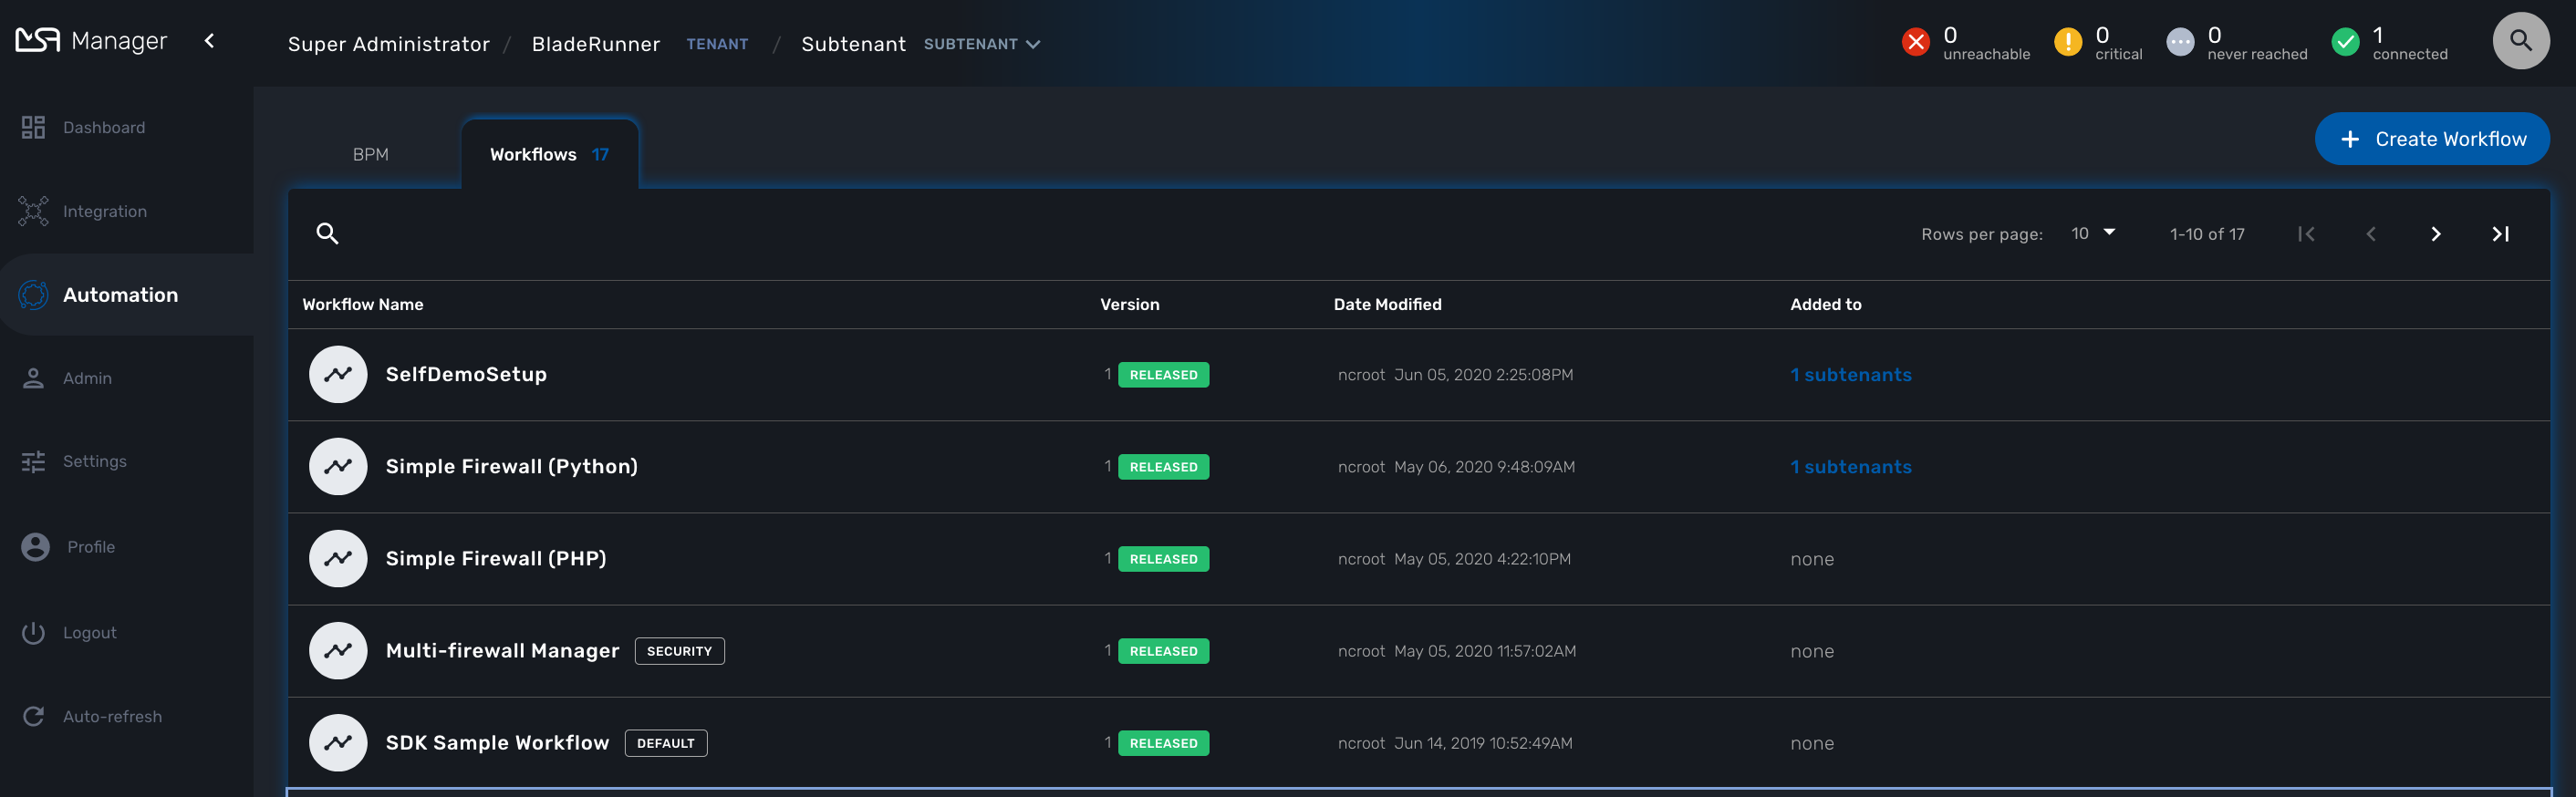 MSA Manager
Super Administrator / BladeRunner TENANT / Subtenant SUBTENANT
0 unreachable
0 critical
0 never reached
1 connected
Dashboard
Integration
Automation
Admin
Settings
Profile
Logout
Auto-refresh
BPM
Workflows 17
+ Create Workflow
Rows per page: 10 1-10 of 17
Workflow Name Version Date Modified Added to
SelfDemoSetup 1 RELEASED ncroot Jun 05, 2020 2:25:08PM 1 subtenants
Simple Firewall (Python) 1 RELEASED ncroot May 06, 2020 9:48:09AM 1 subtenants
Simple Firewall (PHP) 1 RELEASED ncroot May 05, 2020 4:22:10PM none
Multi-firewall Manager SECURITY 1 RELEASED ncroot May 05, 2020 11:57:02AM none
SDK Sample Workflow DEFAULT 1 RELEASED ncroot Jun 14, 2019 10:52:49AM none